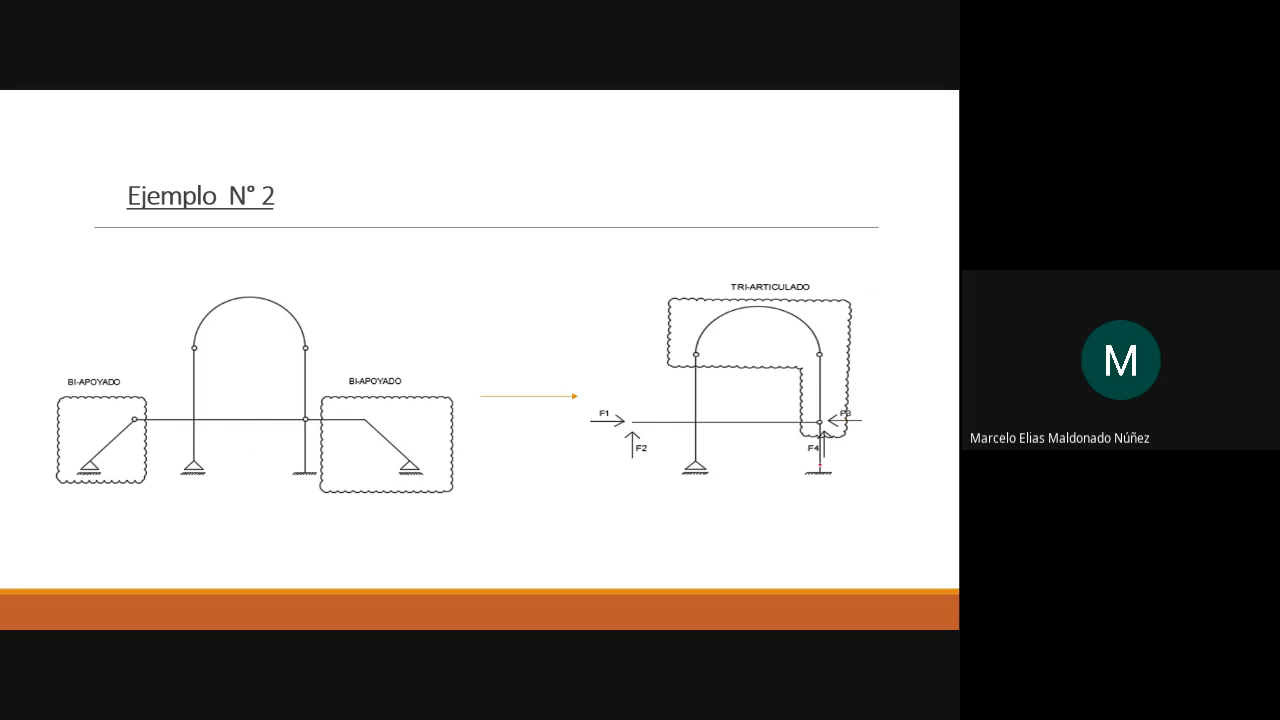 Ejemplo N° 2
TRI-ARTICULADO
BI-APOYADO
BI-APOYADO
F1
F3
F2
F4
M
Marcelo Elias Maldonado Núñez